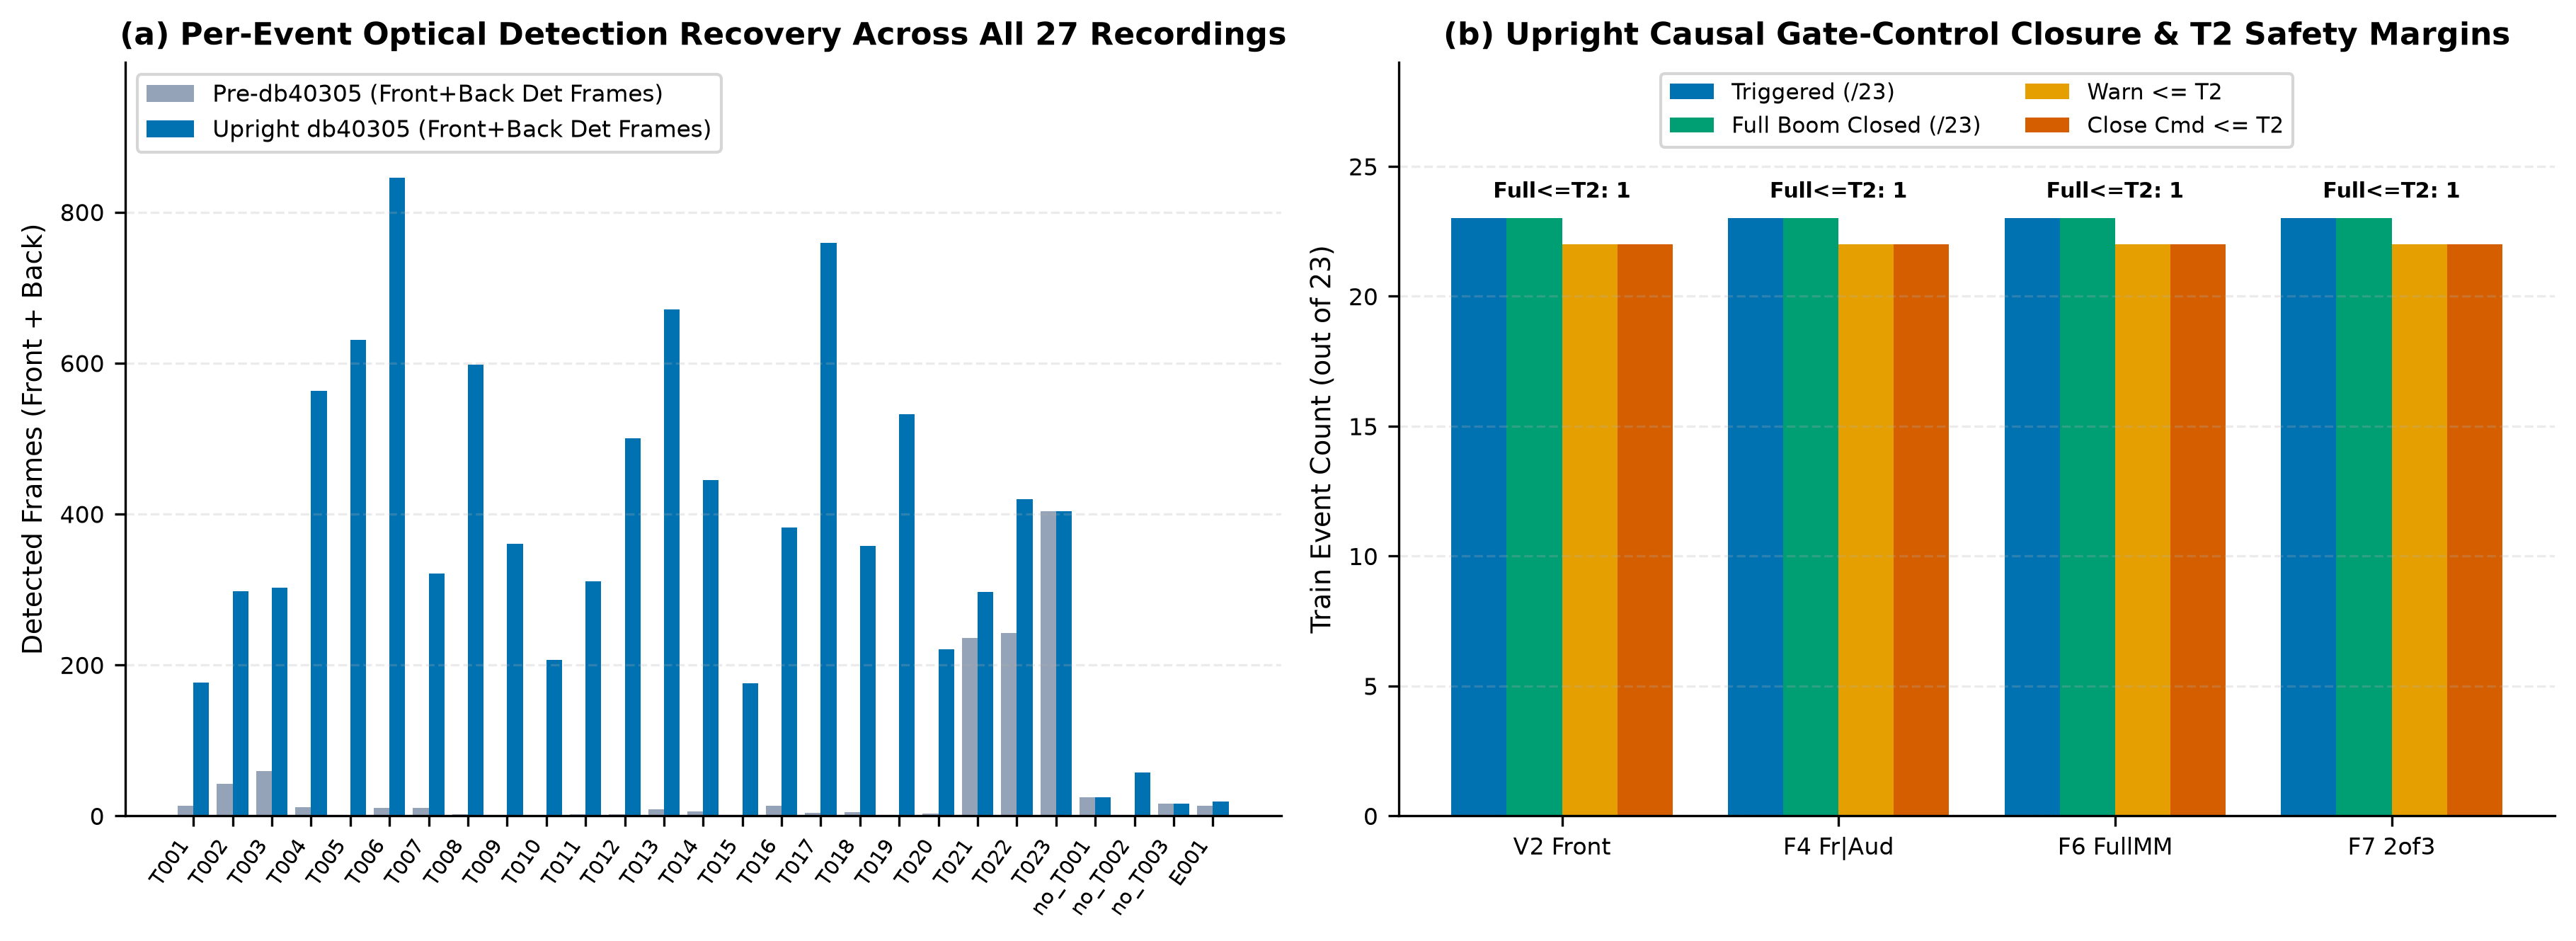 (a) Per-Event Optical Detection Recovery Across All 27 Recordings
Pre-db40305 (Front+Back Det Frames)
Upright db40305 (Front+Back Det Frames)
Detected Frames (Front + Back)
800
600
400
200
0
T001
T002
T003
T004
T005
T006
T007
T008
T009
T010
T011
T012
T013
T014
T015
T016
T017
T018
T019
T020
T021
T022
T023
no_T001
no_T002
no_T003
E001
(b) Upright Causal Gate-Control Closure & T2 Safety Margins
Triggered (/23)
Full Boom Closed (/23)
Warn <= T2
Close Cmd <= T2
Train Event Count (out of 23)
25
20
15
10
5
0
Full<=T2: 1
Full<=T2: 1
Full<=T2: 1
Full<=T2: 1
V2 Front
F4 Fr|Aud
F6 FullMM
F7 2of3